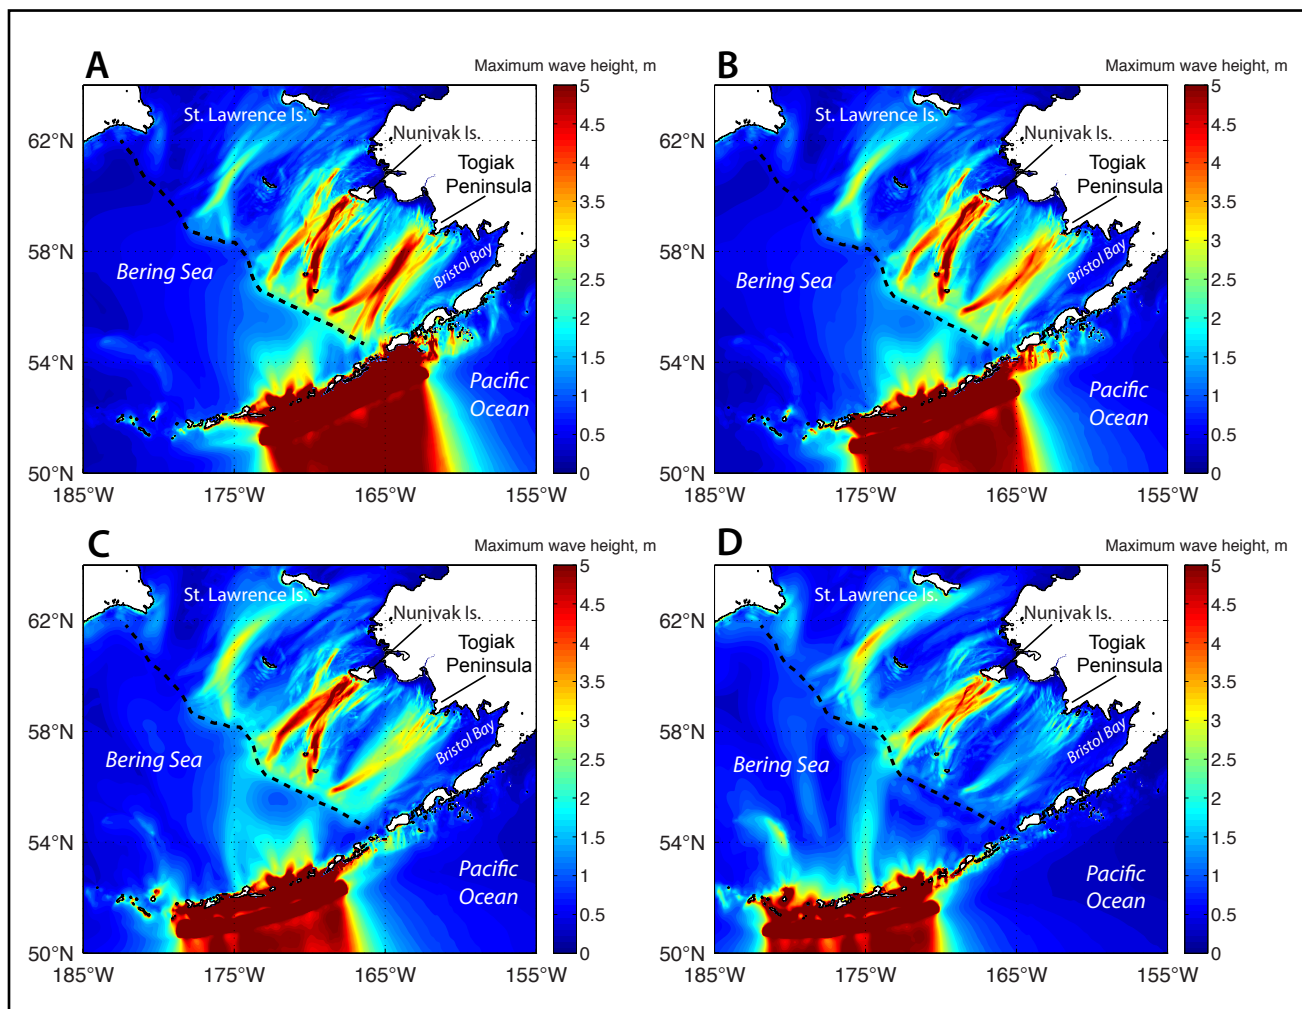 A
Maximum wave height, m
St. Lawrence Is.
Nunivak Is.
Togiak
Peninsula
Bering Sea
Bristol Bay
Pacific
Ocean
62°N
58°N
54°N
50°N
185°W
175°W
165°W
155°W
5
4.5
4
3.5
3
2.5
2
1.5
1
0.5
0
B
Maximum wave height, m
St. Lawrence Is.
Nunivak Is.
Togiak
Peninsula
Bering Sea
Bristol Bay
Pacific
Ocean
62°N
58°N
54°N
50°N
185°W
175°W
165°W
155°W
5
4.5
4
3.5
3
2.5
2
1.5
1
0.5
0
C
Maximum wave height, m
St. Lawrence Is.
Nunivak Is.
Togiak
Peninsula
Bering Sea
Bristol Bay
Pacific
Ocean
62°N
58°N
54°N
50°N
185°W
175°W
165°W
155°W
5
4.5
4
3.5
3
2.5
2
1.5
1
0.5
0
D
Maximum wave height, m
St. Lawrence Is.
Nunivak Is.
Togiak
Peninsula
Bering Sea
Bristol Bay
Pacific
Ocean
62°N
58°N
54°N
50°N
185°W
175°W
165°W
155°W
5
4.5
4
3.5
3
2.5
2
1.5
1
0.5
0